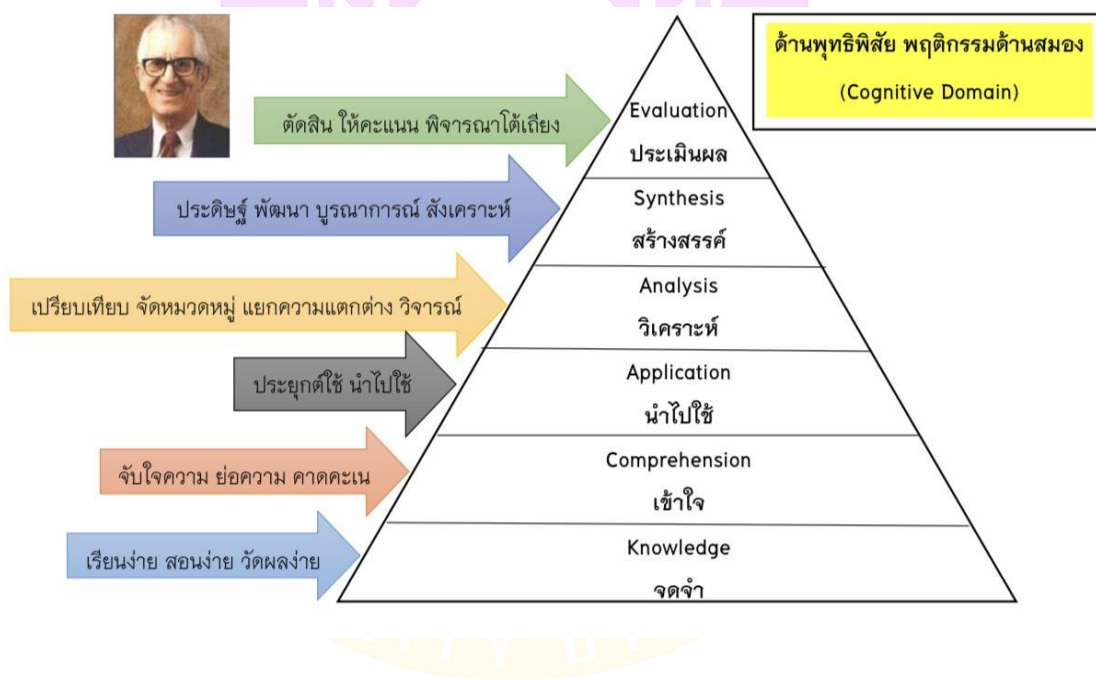 ด้านพุทธิพิสัย พฤติกรรมด้านสมอง
(Cognitive Domain)
ตัดสิน ให้คะแนน พิจารณาโต้เถียง
Evaluation
ประเมินผล
ประดิษฐ์ พัฒนา บูรณาการณ์ สังเคราะห์
Synthesis
สร้างสรรค์
เปรียบเทียบ จัดหมวดหมู่ แยกความแตกต่าง วิจารณ์
Analysis
วิเคราะห์
ประยุกต์ใช้ นำไปใช้
Application
นำไปใช้
จับใจความ ย่อความ คาดคะเน
Comprehension
เข้าใจ
เรียนง่าย สอนง่าย วัดผลง่าย
Knowledge
จดจำ